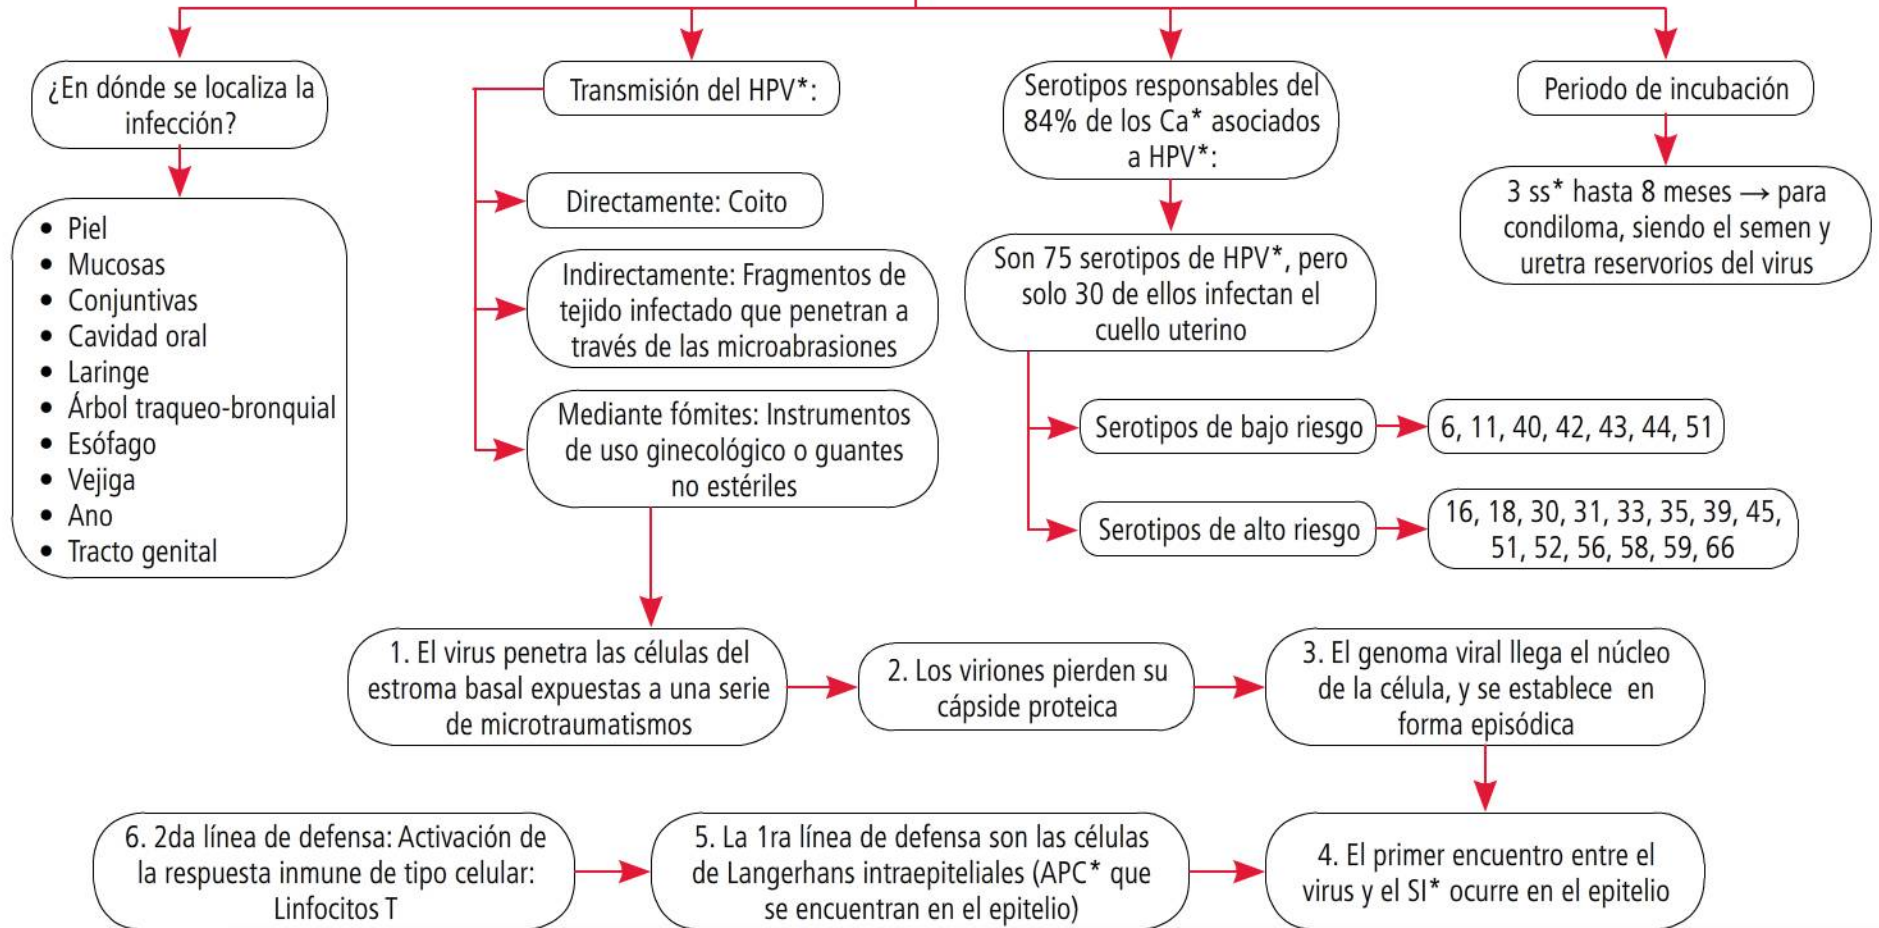 ¿En dónde se localiza la
infección?
• Piel
• Mucosas
• Conjuntivas
• Cavidad oral
• Laringe
• Árbol traqueo-bronquial
• Esófago
• Vejiga
• Ano
• Tracto genital
Transmisión del HPV*:
Directamente: Coito
Indirectamente: Fragmentos de
tejido infectado que penetran a
través de las microabrasiones
Mediante fómites: Instrumentos
de uso ginecológico o guantes
no estériles
Serotipos responsables del
84% de los Ca* asociados
a HPV*:
Son 75 serotipos de HPV*, pero
solo 30 de ellos infectan el
cuello uterino
Serotipos de bajo riesgo
6, 11, 40, 42, 43, 44, 51
Serotipos de alto riesgo
16, 18, 30, 31, 33, 35, 39, 45,
51, 52, 56, 58, 59, 66
Periodo de incubación
3 ss* hasta 8 meses → para
condiloma, siendo el semen y
uretra reservorios del virus
1. El virus penetra las células del
estroma basal expuestas a una serie
de microtraumatismos
2. Los viriones pierden su
cápside proteica
3. El genoma viral llega el núcleo
de la célula, y se establece en
forma episódica
4. El primer encuentro entre el
virus y el SI* ocurre en el epitelio
5. La 1ra línea de defensa son las células
de Langerhans intraepiteliales (APC* que
se encuentran en el epitelio)
6. 2da línea de defensa: Activación de
la respuesta inmune de tipo celular:
Linfocitos T